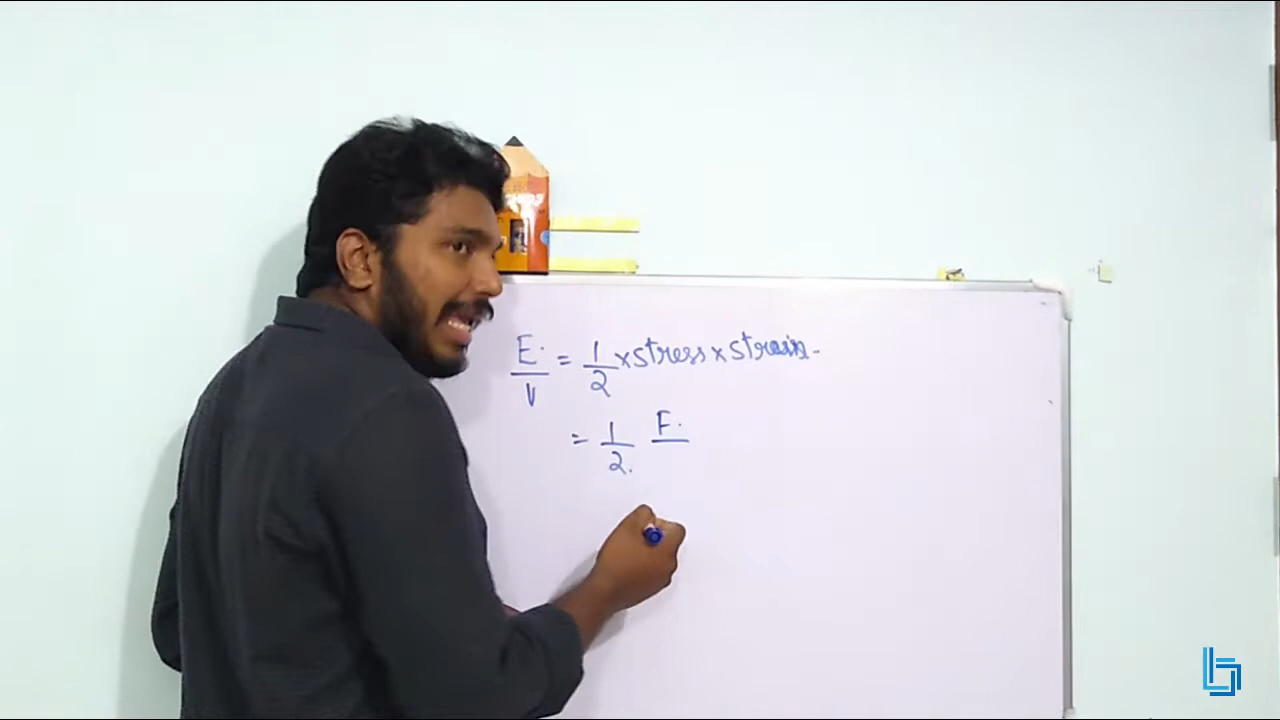 E. / V = 1/2 × stress × strain -
= 1/2. F. /